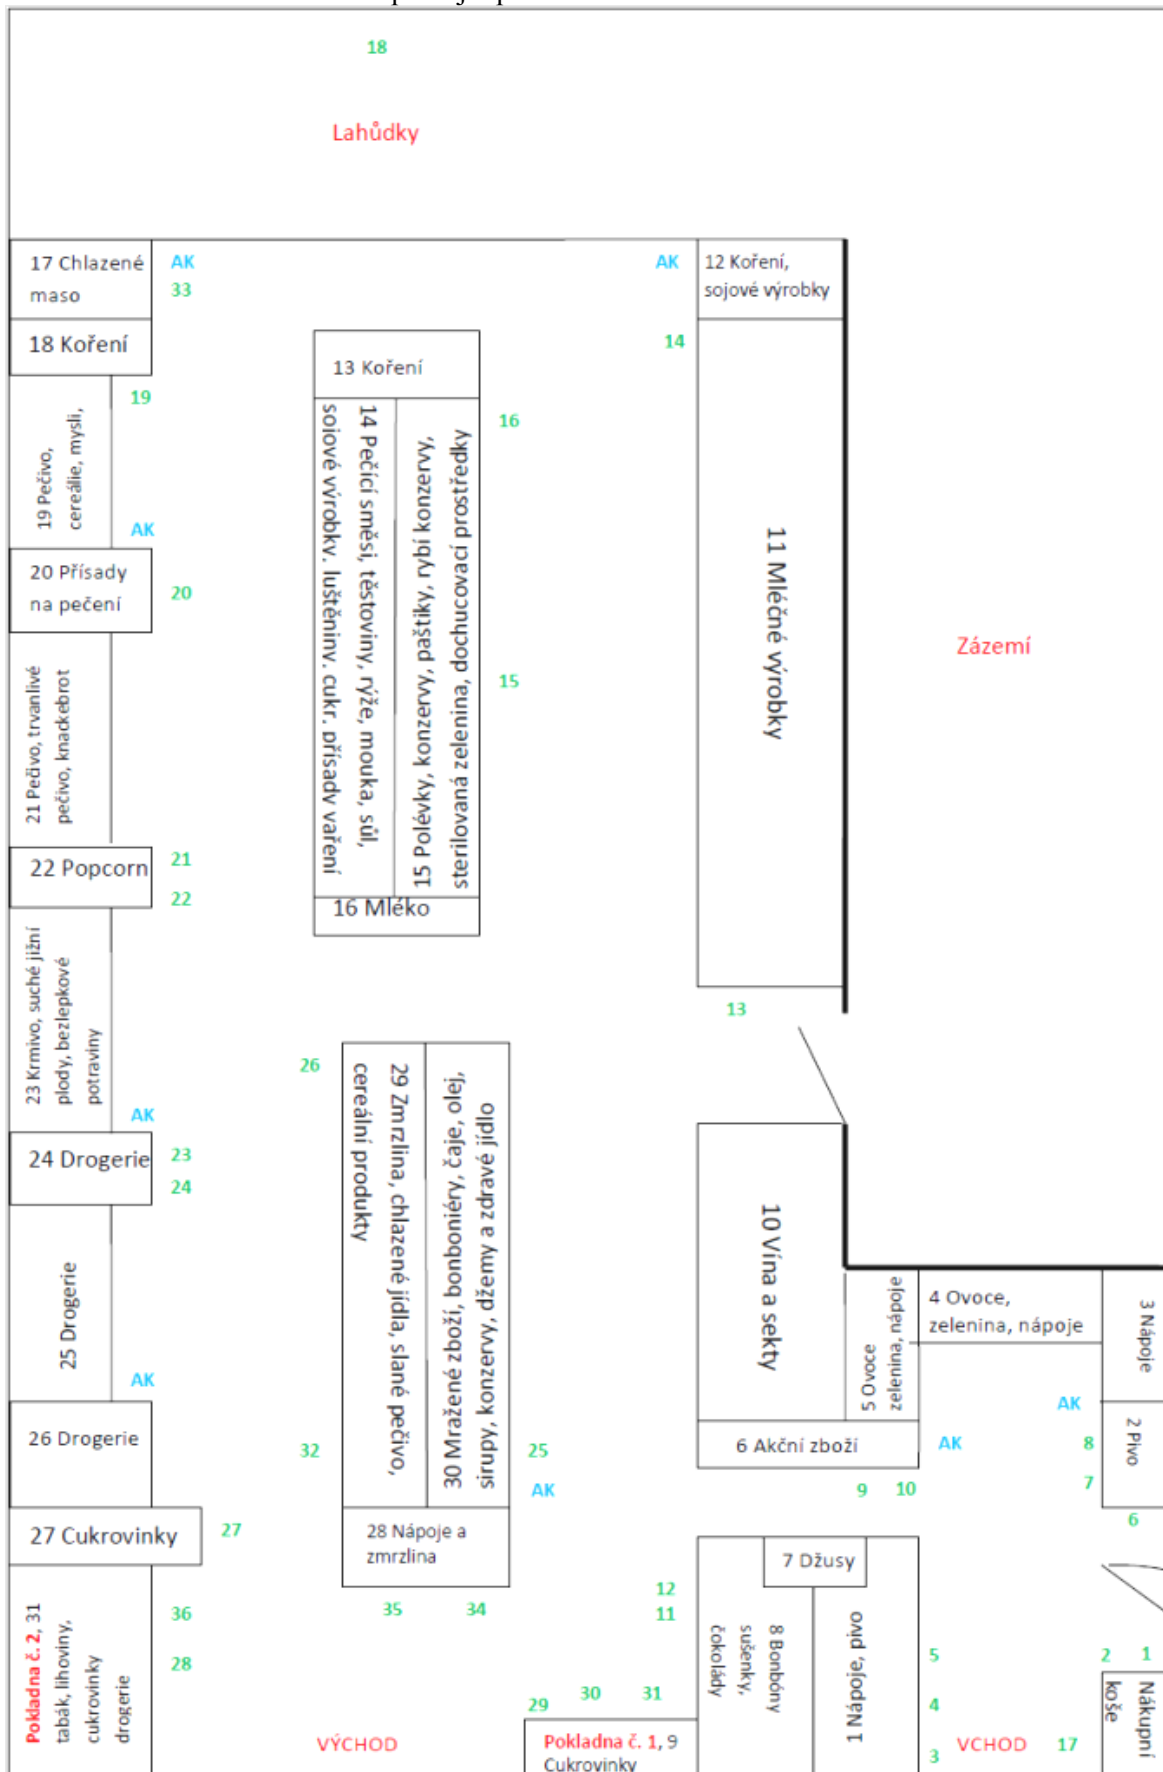 18
Lahůdky
17 Chlazené
maso
AK
33
AK
12 Koření,
sojové výrobky
18 Koření
14
13 Koření
19
19 Pečivo,
cereálie, mysli,
AK
16
14 Pečící směsi, těstoviny, rýže, mouka, sůl,
soiové výrobkv. luštěninv. cukr. přísadv vaření
15 Polévky, konzervy, paštiky, rybí konzervy,
sterilovaná zelenina, dochucovací prostředky
11 Mléčné výrobky
20 Přísady
na pečení
20
Zázemí
15
21 Pečivo, trvanlivé
pečivo, knackebrot
22 Popcorn
21
22
16 Mléko
23 Krmivo, suché jižní
plody, bezlepkové
potraviny
AK
13
26
29 Zmrzlina, chlazené jídla, slané pečivo,
cereální produkty
30 Mražené zboží, bonboniéry, čaje, olej,
sirupy, konzervy, džemy a zdravé jídlo
24 Drogerie
23
24
10 Vína a sekty
25 Drogerie
AK
5 Ovoce
zelenina, nápoje
4 Ovoce,
zelenina, nápoje
3 Nápoje
AK
2 Pivo
26 Drogerie
32
25
AK
6 Akční zboží
AK
8
7
9
10
6
27 Cukrovinky
27
28 Nápoje a
zmrzlina
7 Džusy
35
34
12
11
36
28
Pokladna č. 2, 31
tabák, lihoviny,
cukrovinky
drogerie
8 Bonbóny
sušenky,
čokolády
1 Nápoje, pivo
5
4
3
2
1
Nákupní
koše
29
30
31
VÝCHOD
Pokladna č. 1, 9
Cukrovinky
VCHOD
17